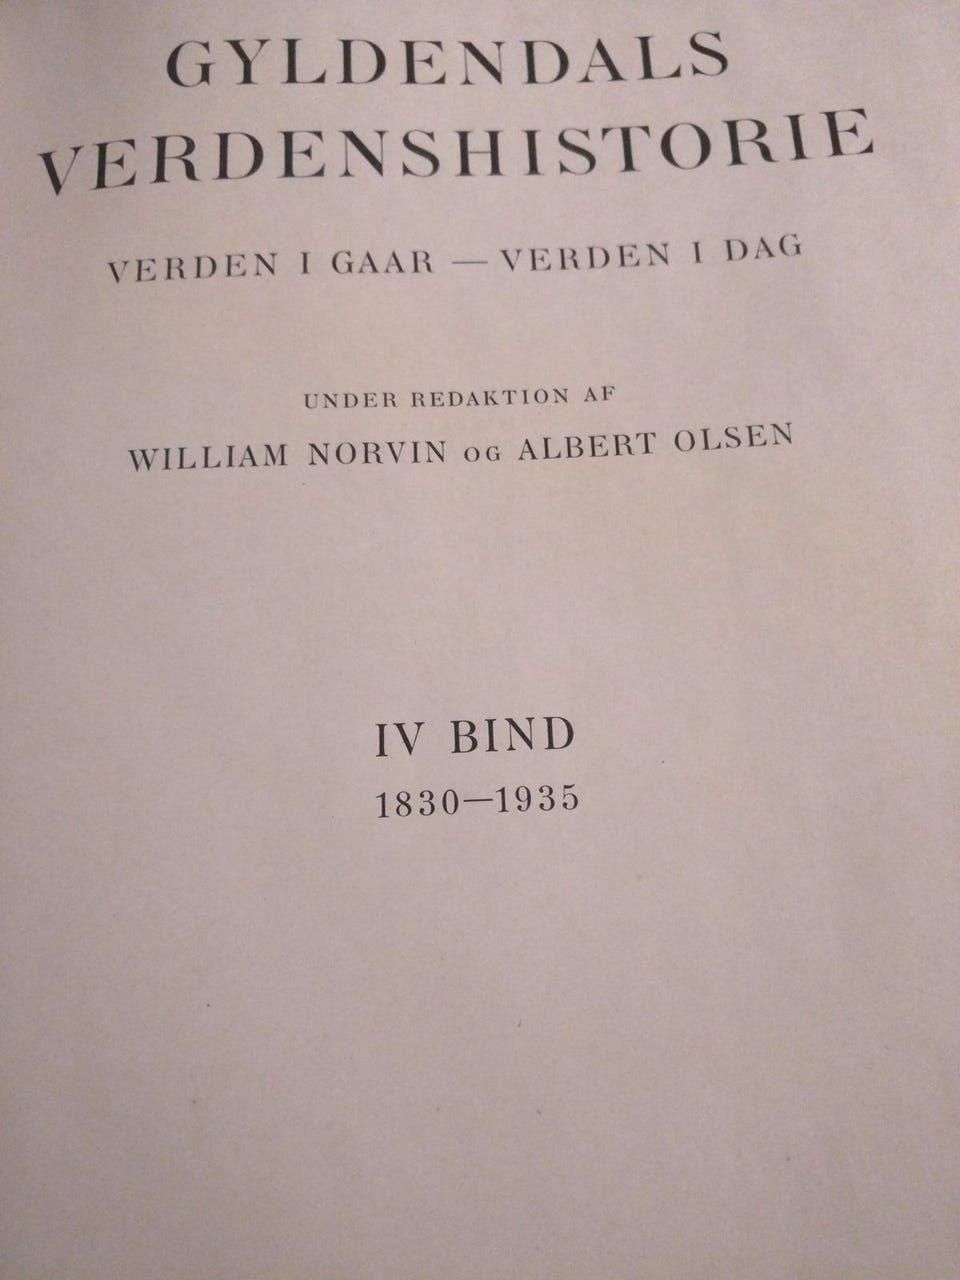 GYLDENDALS
VERDENSHISTORIE
VERDEN I GAAR — VERDEN I DAG
UNDER REDAKTION AF
WILLIAM NORVIN OG ALBERT OLSEN
IV BIND
1830—1935